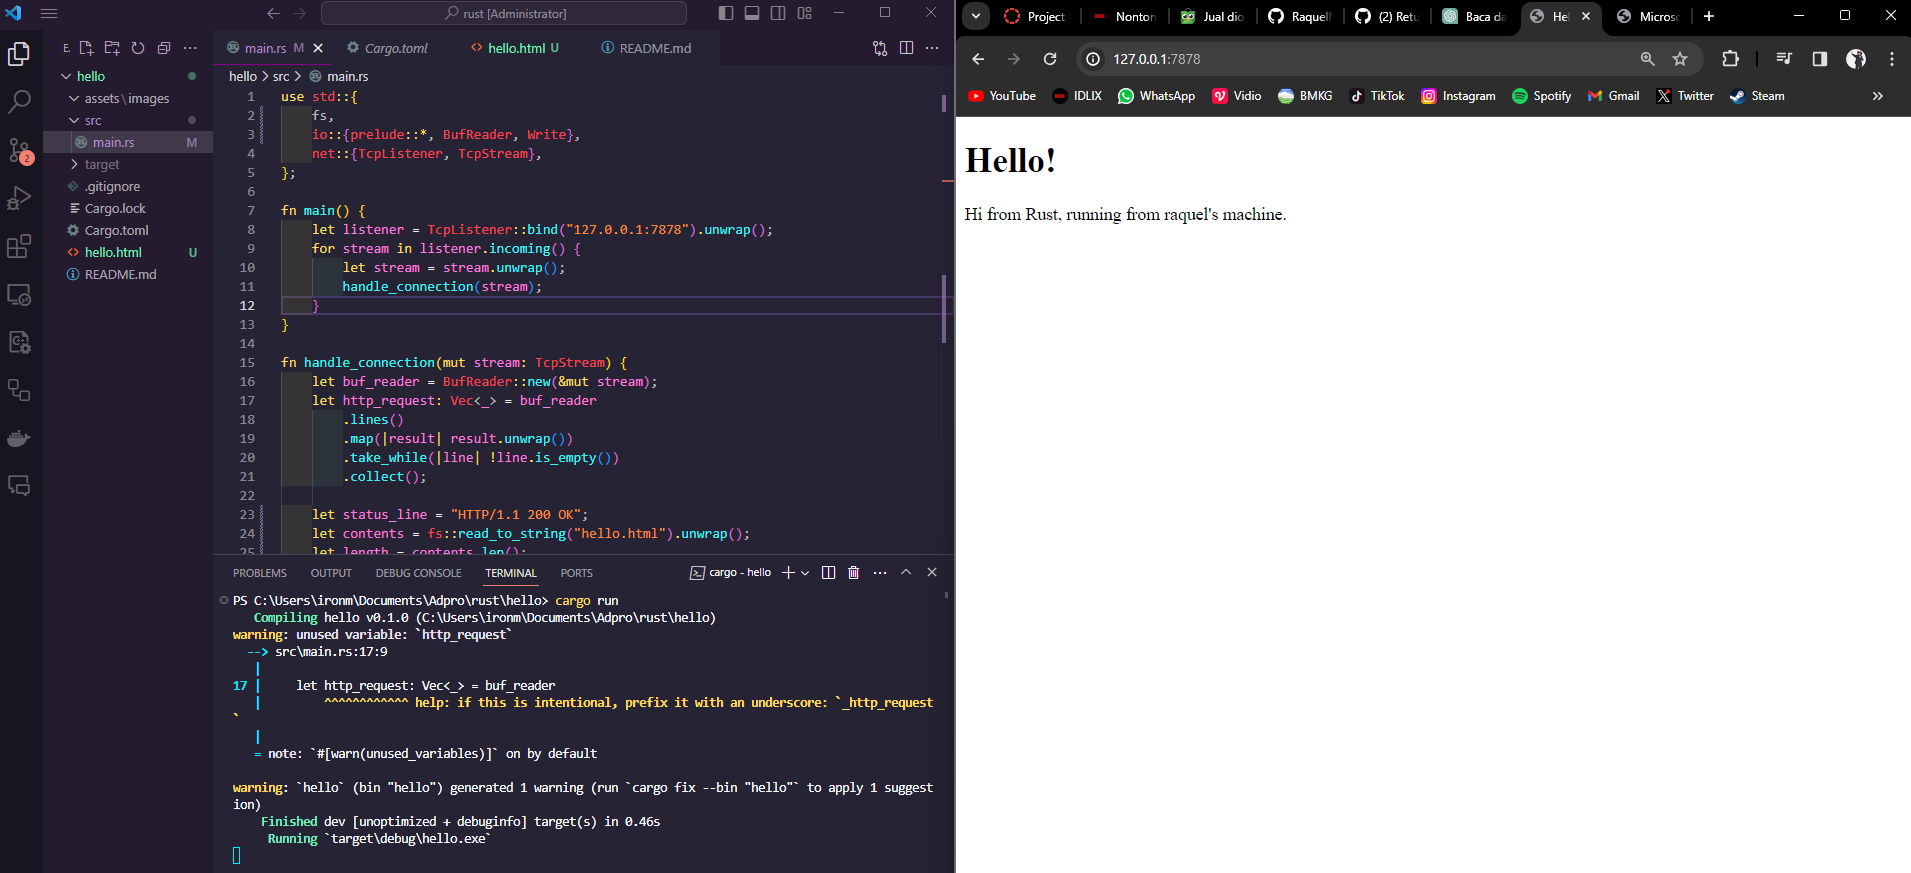 rust [Administrator]
E
hello
assets\images
src
main.rs M
target
.gitignore
Cargo.lock
Cargo.toml
hello.html U
README.md
2
main.rs M Cargo.toml hello.html U README.md
hello > src > main.rs
1 use std::{
2 fs,
3 io::{prelude::*, BufReader, Write},
4 net::{TcpListener, TcpStream},
5 };
6
7 fn main() {
8 let listener = TcpListener::bind("127.0.0.1:7878").unwrap();
9 for stream in listener.incoming() {
10 let stream = stream.unwrap();
11 handle_connection(stream);
12 }
13 }
14
15 fn handle_connection(mut stream: TcpStream) {
16 let buf_reader = BufReader::new(&mut stream);
17 let http_request: Vec<_> = buf_reader
18 .lines()
19 .map(|result| result.unwrap())
20 .take_while(|line| !line.is_empty())
21 .collect();
22
23 let status_line = "HTTP/1.1 200 OK";
24 let contents = fs::read_to_string("hello.html").unwrap();
25 let length = contents.len();
PROBLEMS OUTPUT DEBUG CONSOLE TERMINAL PORTS cargo - hello
PS C:\Users\ironm\Documents\Adpro\rust\hello> cargo run
Compiling hello v0.1.0 (C:\Users\ironm\Documents\Adpro\rust\hello)
warning: unused variable: `http_request`
--> src\main.rs:17:9
|
17 | let http_request: Vec<_> = buf_reader
| ^^^^^^^^^^^^ help: if this is intentional, prefix it with an underscore: `_http_request
`
|
= note: `#[warn(unused_variables)]` on by default
warning: `hello` (bin "hello") generated 1 warning (run `cargo fix --bin "hello"` to apply 1 suggest
ion)
Finished dev [unoptimized + debuginfo] target(s) in 0.46s
Running `target\debug\hello.exe`
Project Nonton Jual dio Raquell (2) Retu Baca da Hel Microso
127.0.0.1:7878
YouTube IDLIX WhatsApp Vidio BMKG TikTok Instagram Spotify Gmail Twitter Steam
Hello!
Hi from Rust, running from raquel's machine.